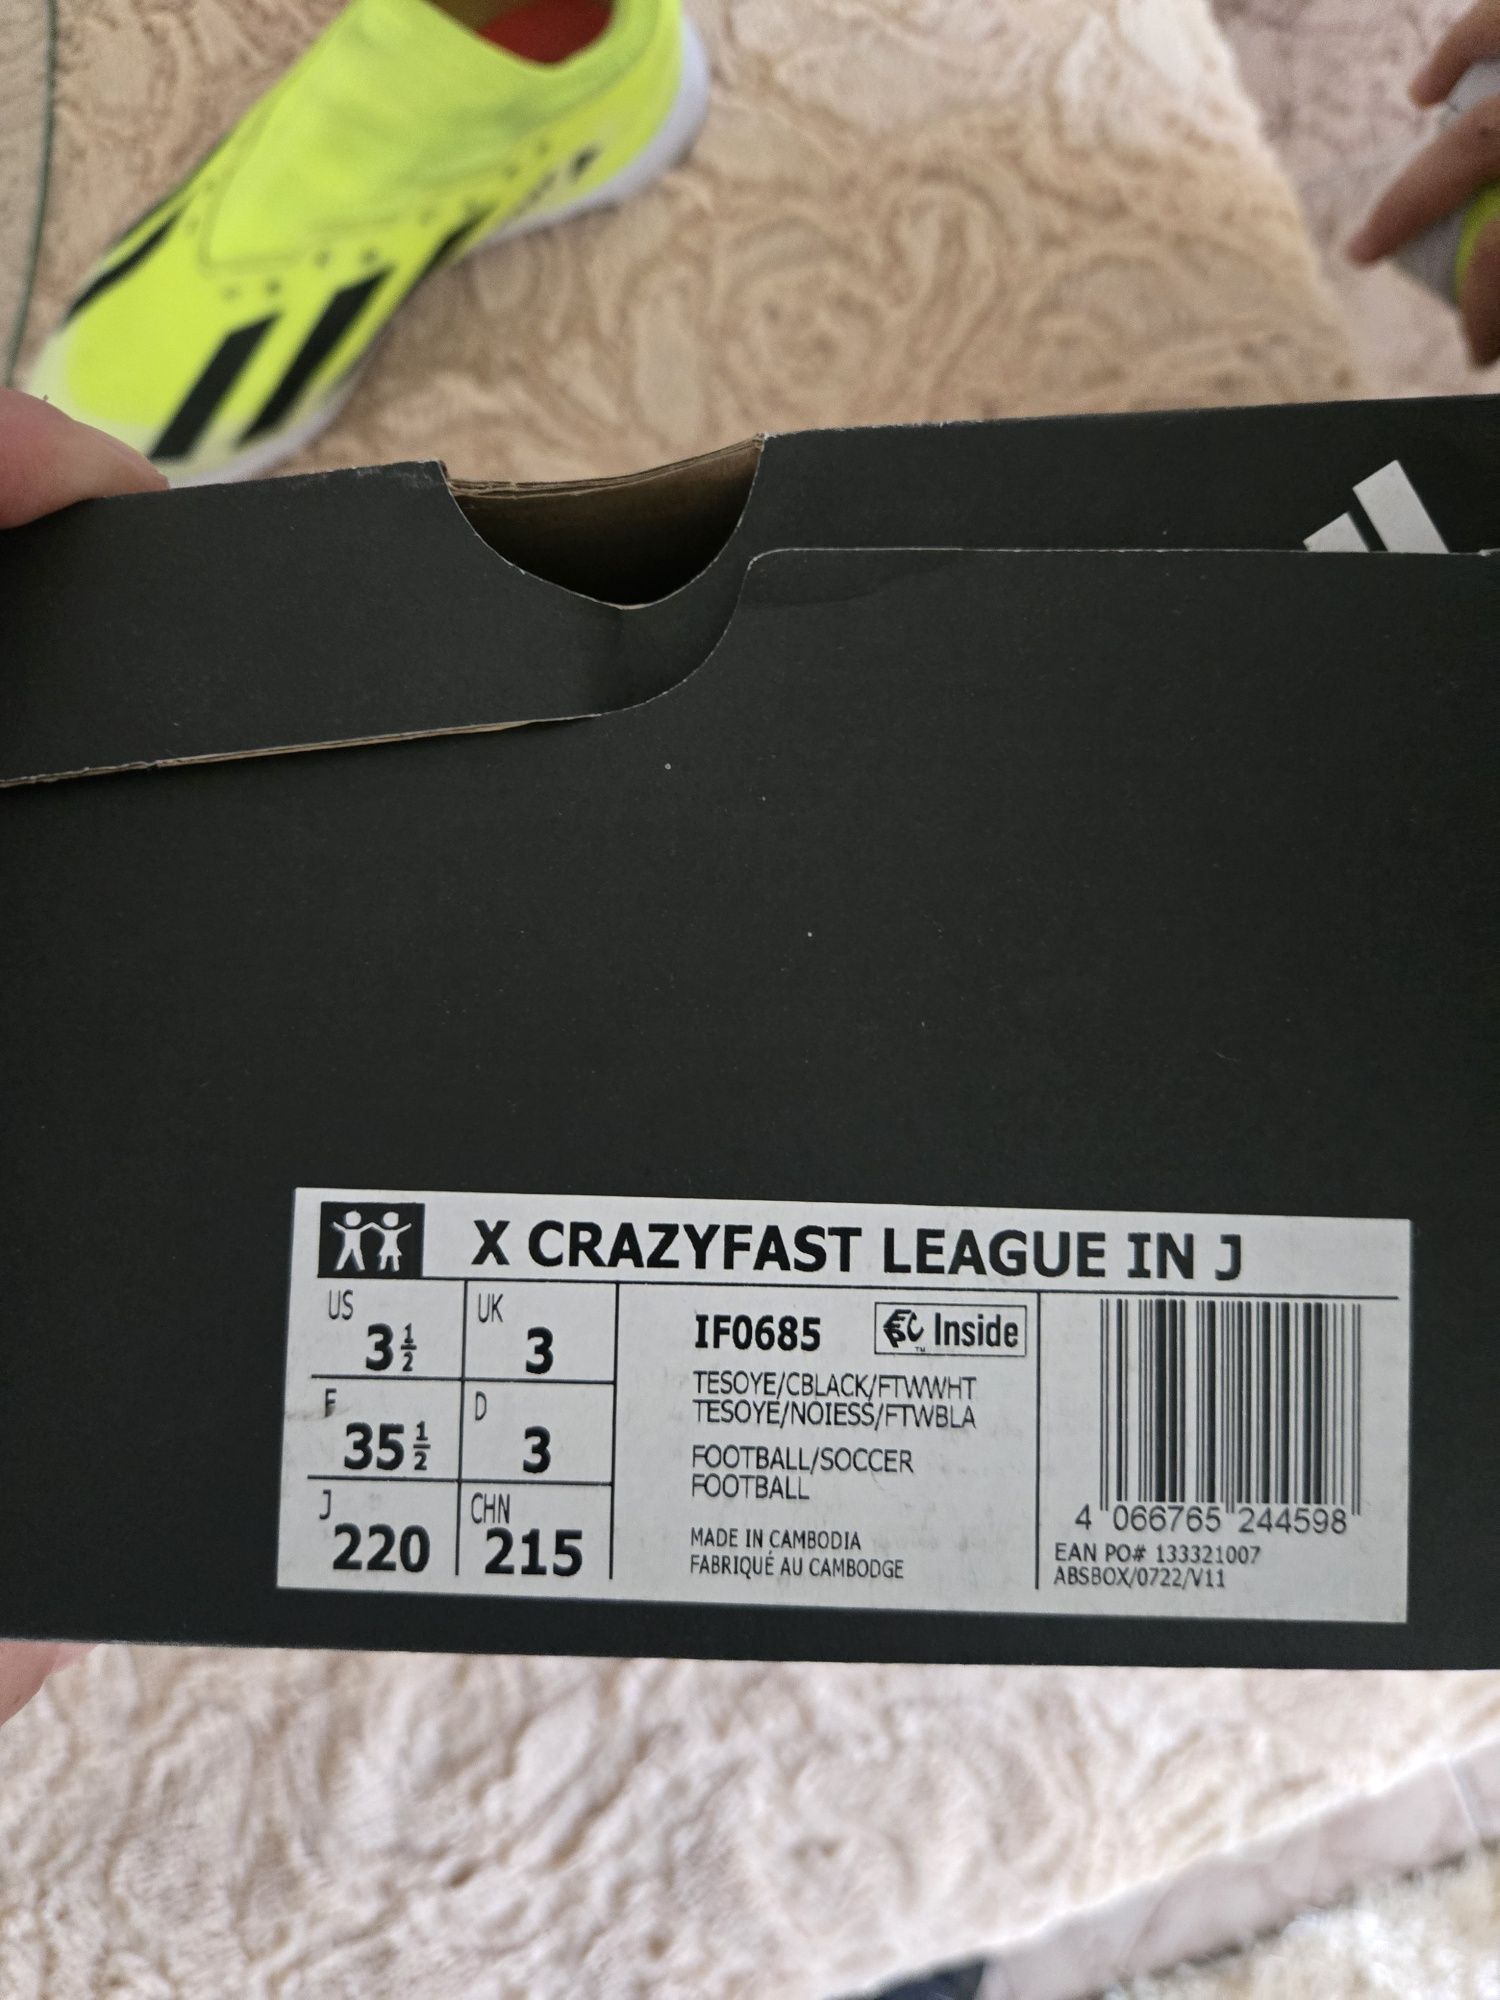 X CRAZYFAST LEAGUE IN J
US 3½
UK 3
F 35½
D 3
J 220
CHN 215
IF0685
Inside
TESOYE/CBLACK/FTWWHT
TESOYE/NOIESS/FTWBLA
FOOTBALL/SOCCER
FOOTBALL
MADE IN CAMBODIA
FABRIQUÉ AU CAMBODGE
4 066765 244598
EAN PO# 133321007
ABSBOX/0722/V11